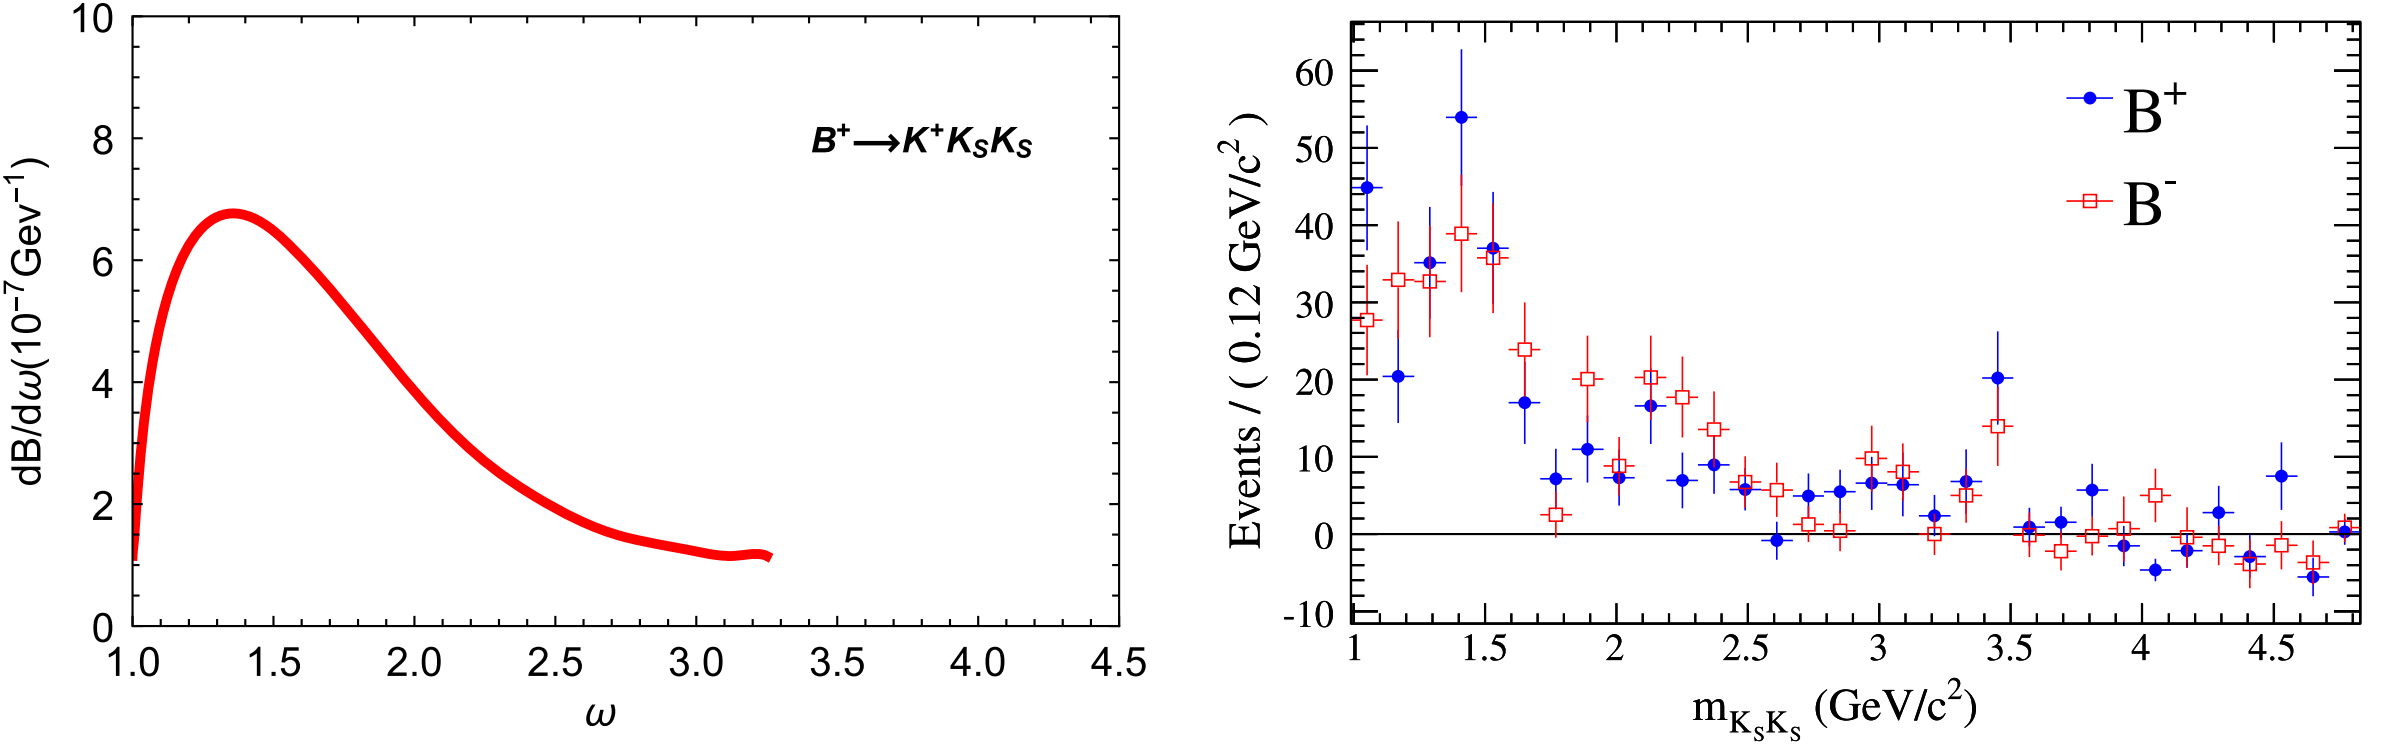 10
8
6
4
2
0
dB/dω(10⁻⁷Gev⁻¹)
B⁺⟶K⁺K_SK_S
1.0 1.5 2.0 2.5 3.0 3.5 4.0 4.5
ω
60
50
40
30
20
10
0
-10
Events / ( 0.12 GeV/c² )
B⁺
B⁻
1 1.5 2 2.5 3 3.5 4 4.5
m_{K_SK_S} (GeV/c²)